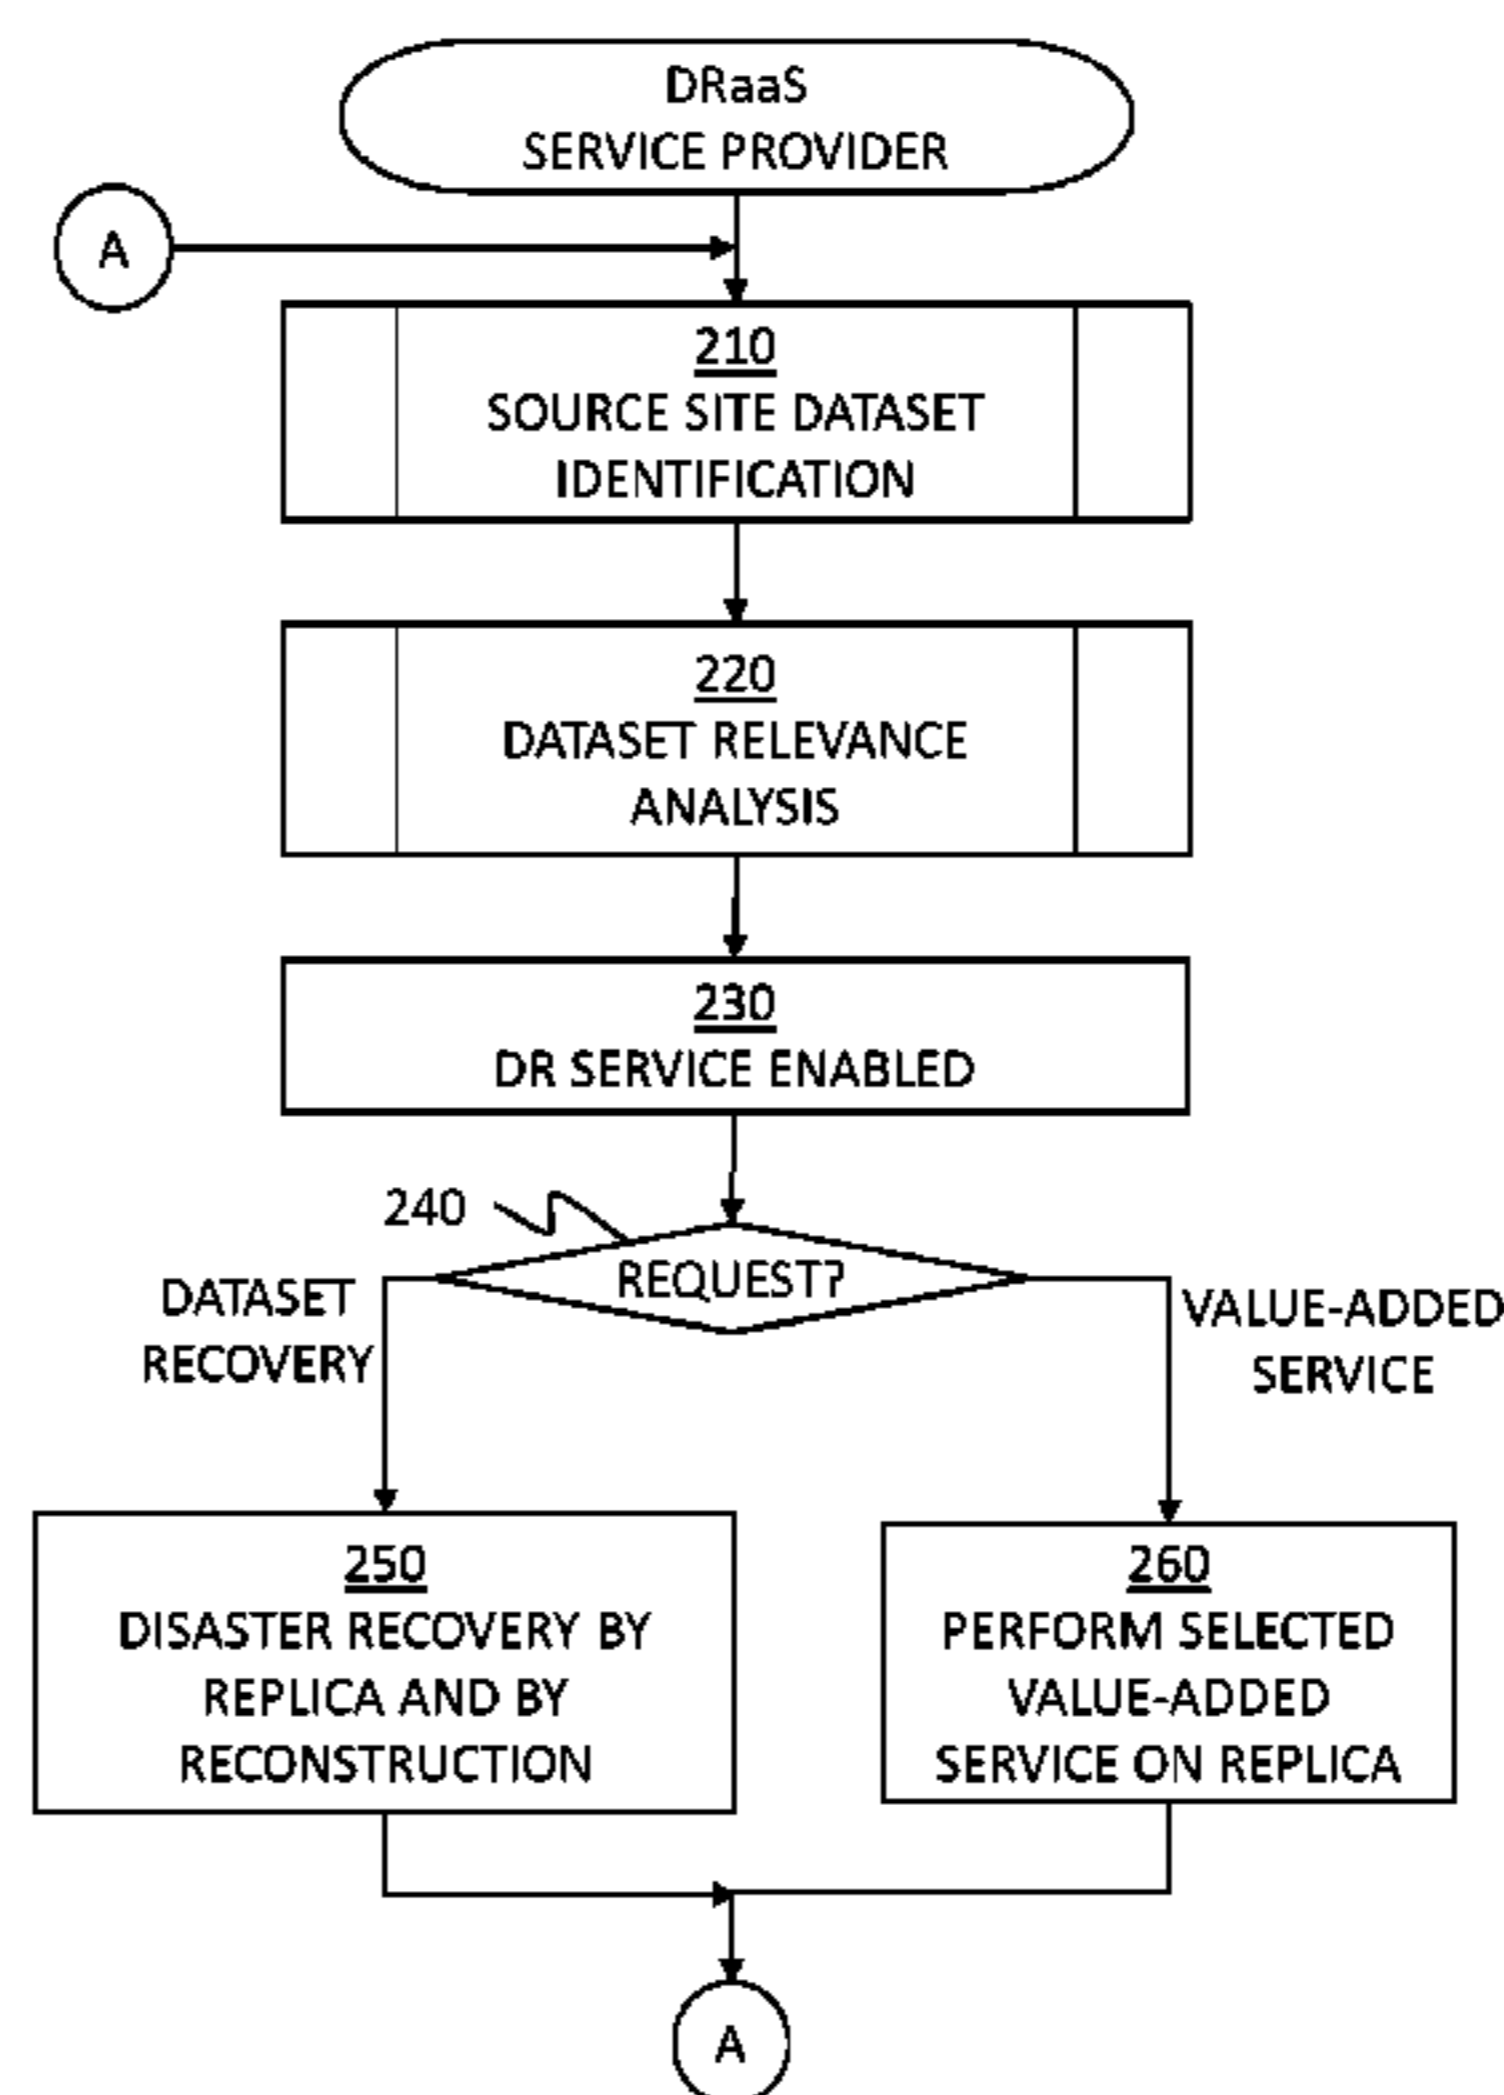 DRaaS
SERVICE PROVIDER
A
210
SOURCE SITE DATASET
IDENTIFICATION
220
DATASET RELEVANCE
ANALYSIS
230
DR SERVICE ENABLED
240
REQUEST?
DATASET
RECOVERY
VALUE-ADDED
SERVICE
250
DISASTER RECOVERY BY
REPLICA AND BY
RECONSTRUCTION
260
PERFORM SELECTED
VALUE-ADDED
SERVICE ON REPLICA
A